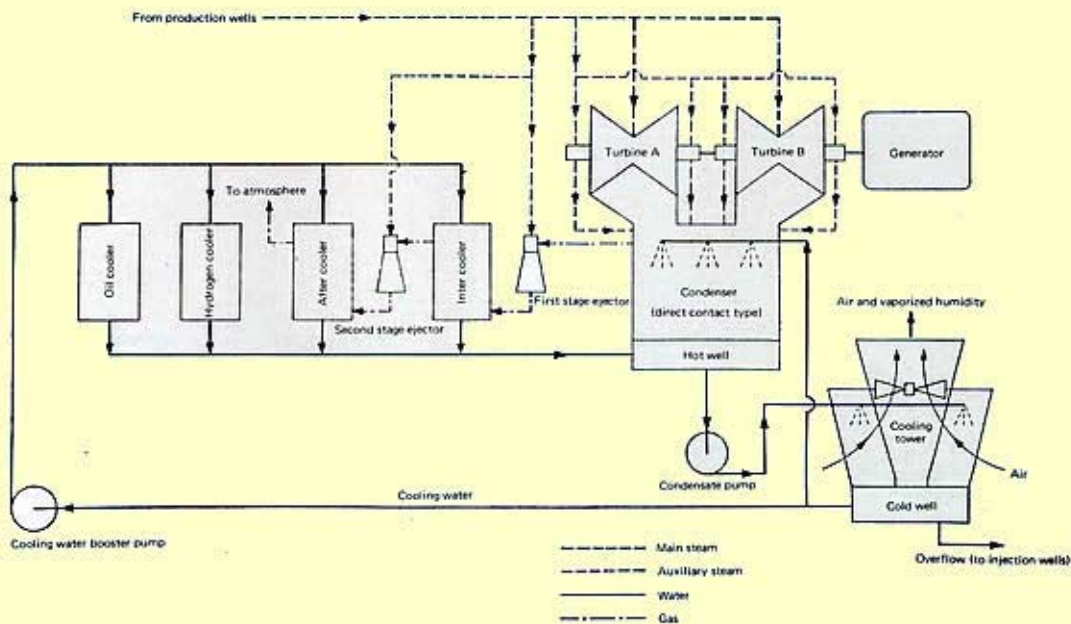 From production wells
Turbine A
Turbine B
Generator
To atmosphere
Oil cooler
Hydrogen cooler
After cooler
Inter cooler
First stage ejector
Second stage ejector
Condenser
(direct contact type)
Hot well
Air and vaporized humidity
Cooling
tower
Air
Condensate pump
Cold well
Cooling water
Cooling water booster pump
Overflow (to injection wells)
Main steam
Auxiliary steam
Water
Gas